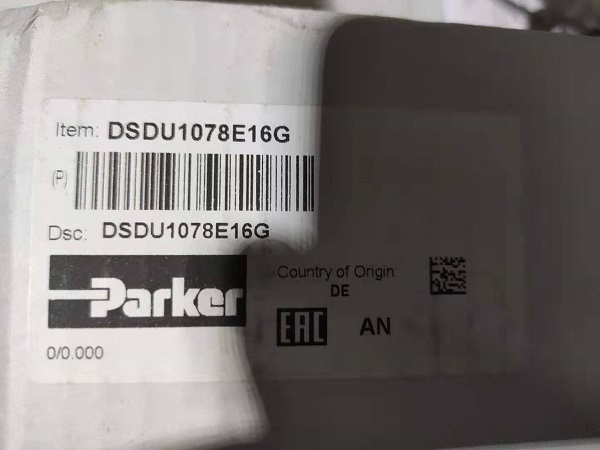 Item: DSDU1078E16G
(P)
Dsc: DSDU1078E16G
Parker
Country of Origin:
DE
EAC AN
0/0.000